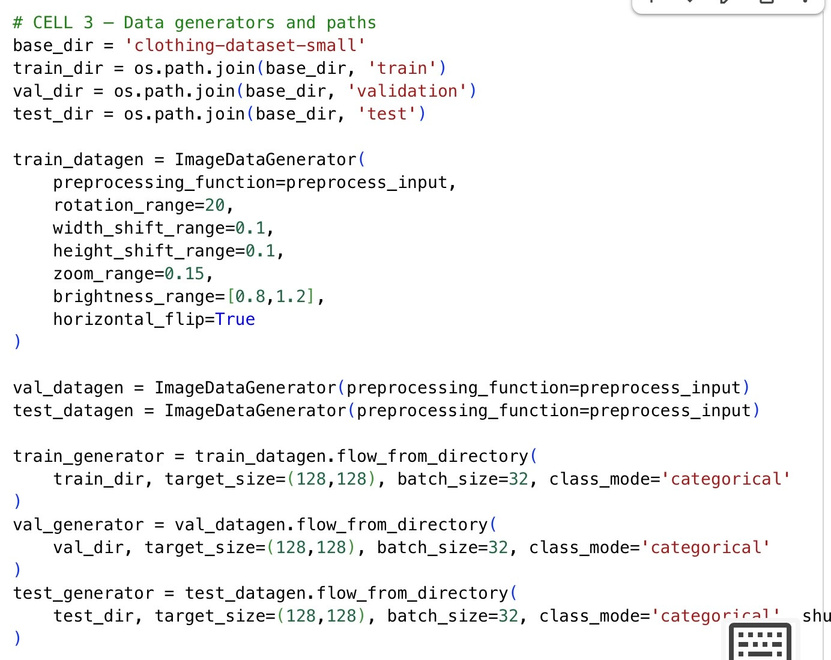 # CELL 3 — Data generators and paths
base_dir = 'clothing-dataset-small'
train_dir = os.path.join(base_dir, 'train')
val_dir = os.path.join(base_dir, 'validation')
test_dir = os.path.join(base_dir, 'test')

train_datagen = ImageDataGenerator(
    preprocessing_function=preprocess_input,
    rotation_range=20,
    width_shift_range=0.1,
    height_shift_range=0.1,
    zoom_range=0.15,
    brightness_range=[0.8,1.2],
    horizontal_flip=True
)

val_datagen = ImageDataGenerator(preprocessing_function=preprocess_input)
test_datagen = ImageDataGenerator(preprocessing_function=preprocess_input)

train_generator = train_datagen.flow_from_directory(
    train_dir, target_size=(128,128), batch_size=32, class_mode='categorical'
)
val_generator = val_datagen.flow_from_directory(
    val_dir, target_size=(128,128), batch_size=32, class_mode='categorical'
)
test_generator = test_datagen.flow_from_directory(
    test_dir, target_size=(128,128), batch_size=32, class_mode='categorical'
)